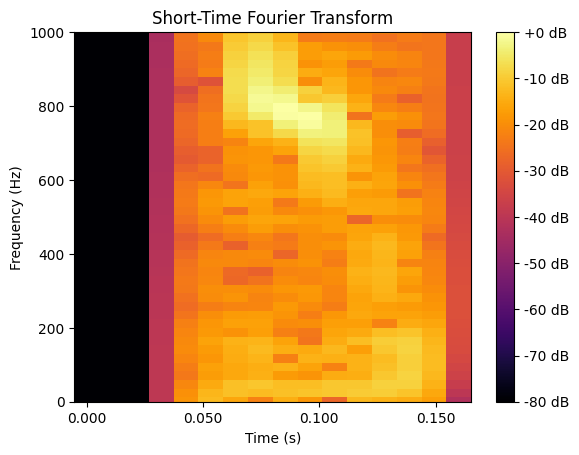 Short-Time Fourier Transform
1000
800
600
400
200
0
Frequency (Hz)
0.000
0.050
0.100
0.150
Time (s)
+0 dB
-10 dB
-20 dB
-30 dB
-40 dB
-50 dB
-60 dB
-70 dB
-80 dB